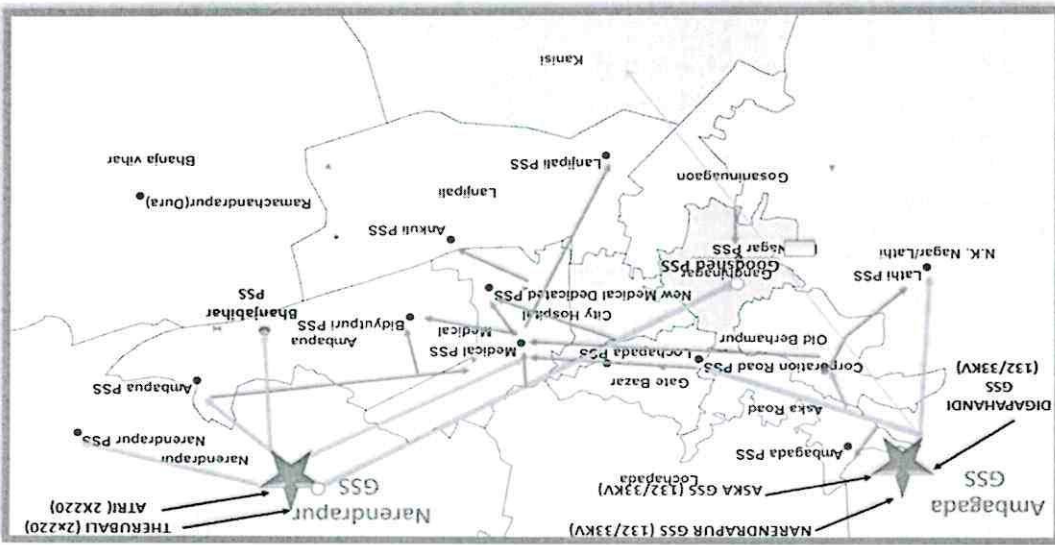 NARENDRAPUR GSS (132/33KV)
ASKA GSS (132/33KV)
Ambagada
GSS
DIGAPAHANDI
GSS
(132/33KV)
THERUBALI (2x220)
ATRI( 2X220)
Narendrapur
GSS
Lochapada
Ambagada PSS
Narendrapur
Narendrapur PSS
Aska Road
Gate Bazar
Ambapua PSS
Corporation Road PSS
Lochapada PSS
Medical PSS
Medical
Ambapua
Bidyutpuri PSS
Bhanjabihar
PSS
Old Berhampur
City Hospital
New Medical Dedicated PSS
Lathi PSS
N.K. Nagar/Lathi
Gandhinagar
Goodshed PSS
Nagar PSS
Ankuli PSS
Ramachandrapur(Dura)
Gosaninuagaon
Lanjipali
Lanjipali PSS
Bhanja vihar
Kanisi